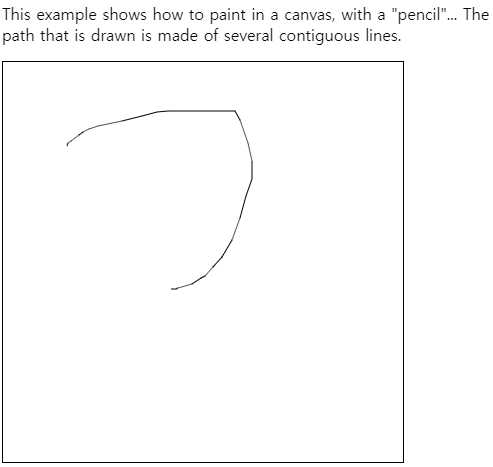 This example shows how to paint in a canvas, with a "pencil"... The
path that is drawn is made of several contiguous lines.